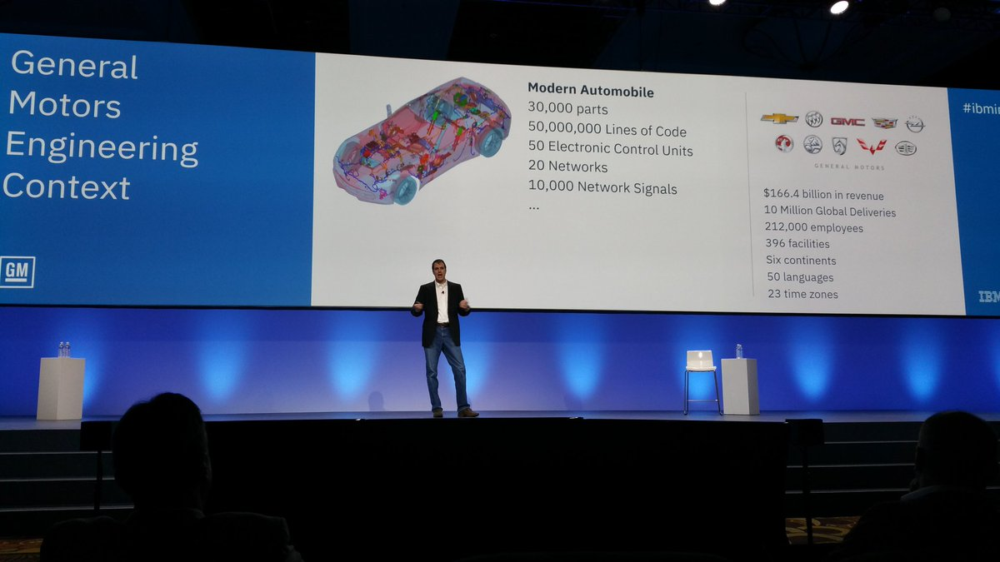 General
Motors
Engineering
Context
GM
Modern Automobile
30,000 parts
50,000,000 Lines of Code
50 Electronic Control Units
20 Networks
10,000 Network Signals
...
GMC
GENERAL MOTORS
$166.4 billion in revenue
10 Million Global Deliveries
212,000 employees
396 facilities
Six continents
50 languages
23 time zones
#ibmin
IBM